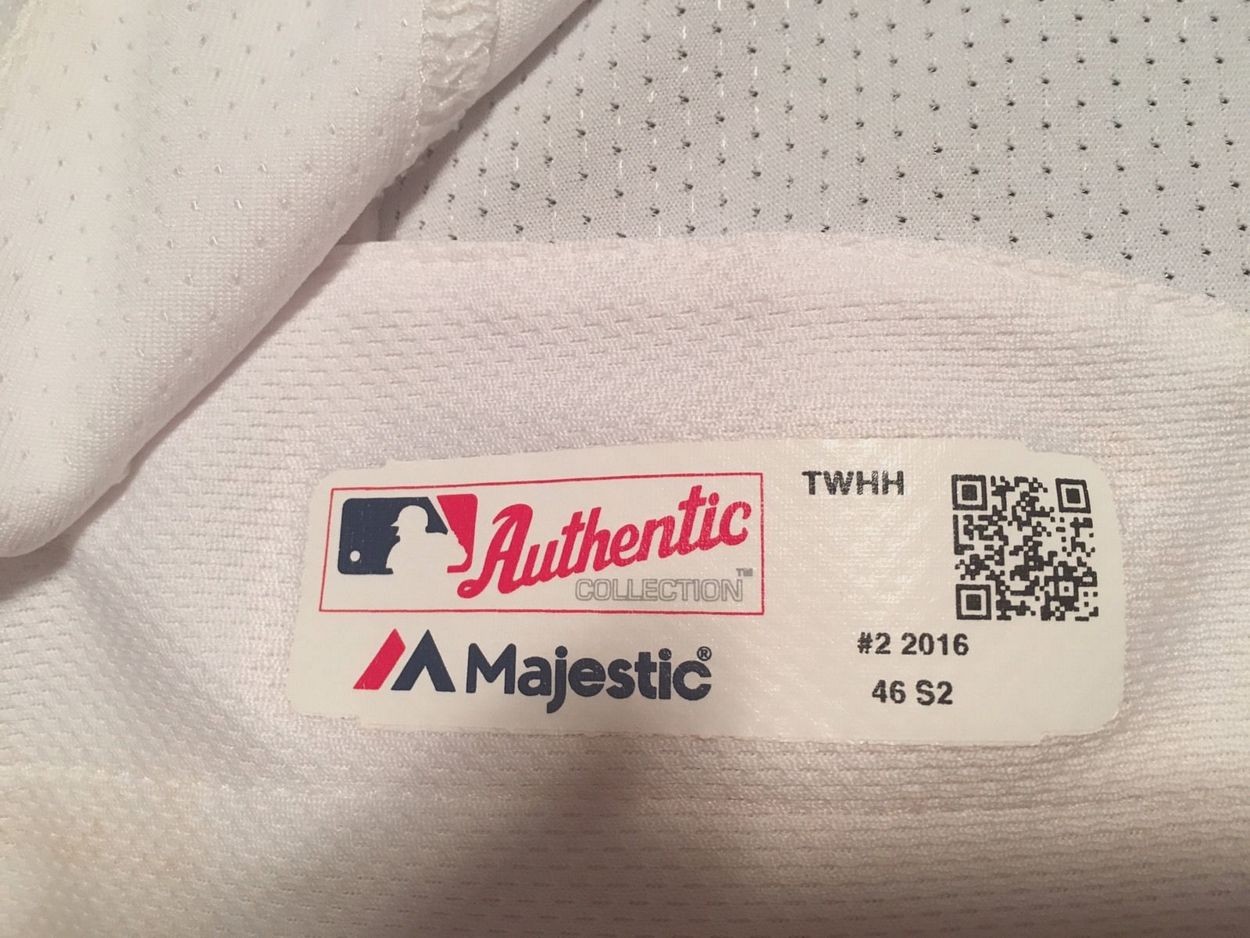 Authentic
COLLECTION™
Majestic®
TWHH
#2 2016
46 S2